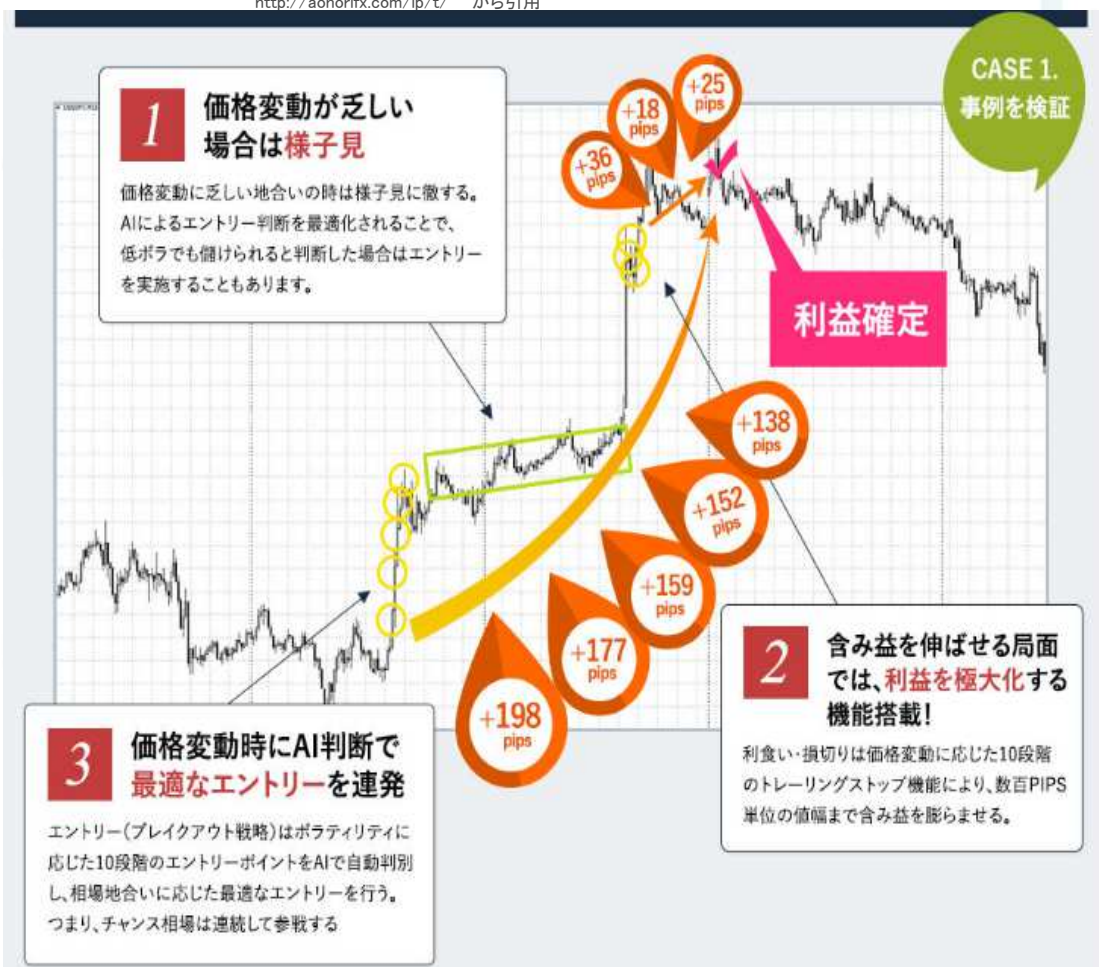 http://aohorifx.com/lp/t/ から引用
CASE 1.
事例を検証
1
価格変動が乏しい
場合は様子見
価格変動に乏しい地合いの時は様子見に徹する。
AIによるエントリー判断を最適化されることで、
低ボラでも儲けられると判断した場合はエントリー
を実施することもあります。
+36
pips
+18
pips
+25
pips
利益確定
+138
pips
+152
pips
+159
pips
+177
pips
+198
pips
2
含み益を伸ばせる局面
では、利益を極大化する
機能搭載!
利食い・損切りは価格変動に応じた10段階
のトレーリングストップ機能により、数百PIPS
単位の値幅まで含み益を膨らませる。
3
価格変動時にAI判断で
最適なエントリーを連発
エントリー(ブレイクアウト戦略)はボラティリティに
応じた10段階のエントリーポイントをAIで自動判別
し、相場地合いに応じた最適なエントリーを行う。
つまり、チャンス相場は連続して参戦する